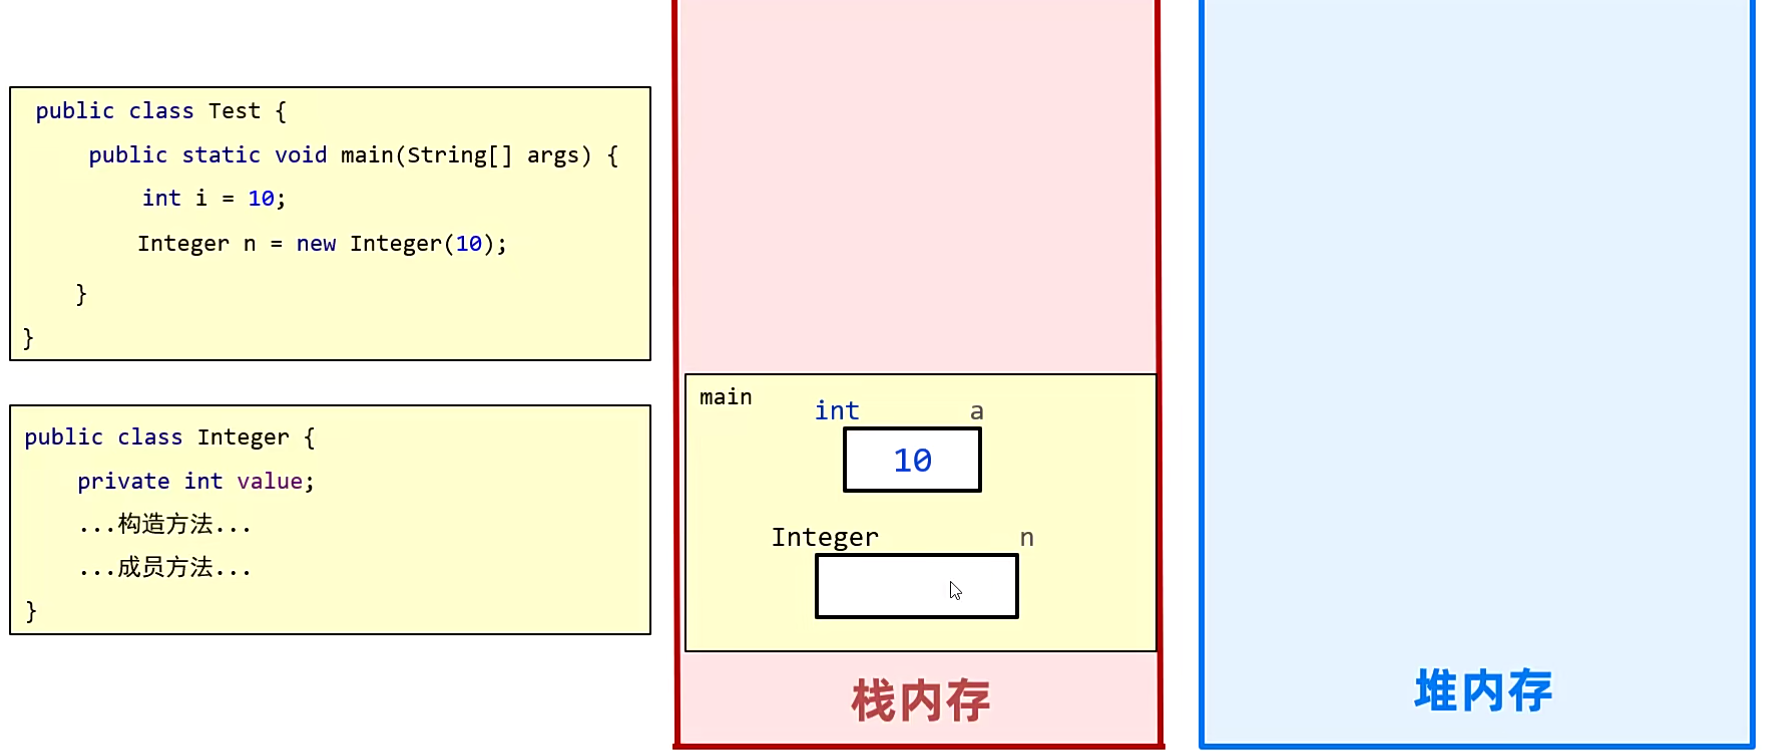 public class Test {
public static void main(String[] args) {
int i = 10;
Integer n = new Integer(10);
}
}
public class Integer {
private int value;
...构造方法...
...成员方法...
}
main
int a
10
Integer n
栈内存
堆内存